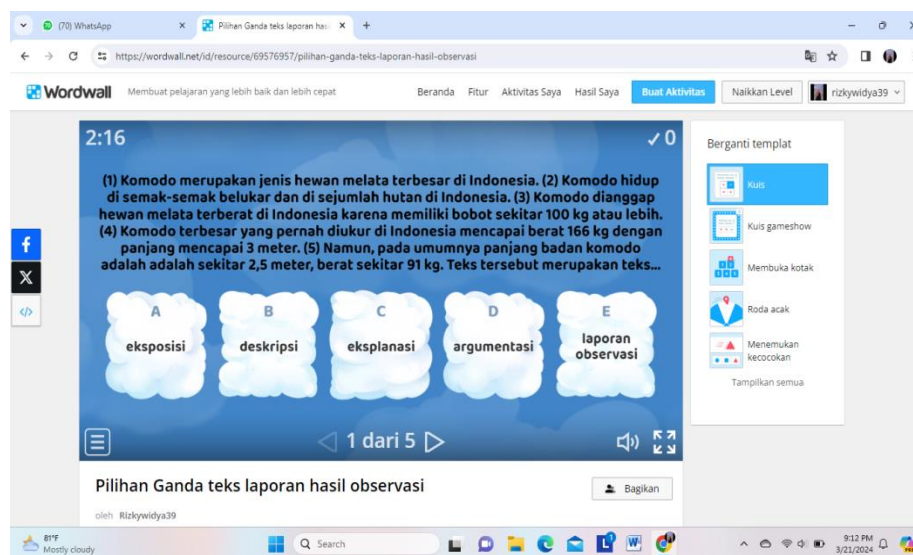 (70) WhatsApp
Pilihan Ganda teks laporan hasi
https://wordwall.net/id/resource/69576957/pilihan-ganda-teks-laporan-hasil-observasi
Wordwall
Membuat pelajaran yang lebih baik dan lebih cepat
Beranda Fitur Aktivitas Saya Hasil Saya Buat Aktivitas Naikkan Level rizkywidya39
2:16
✓0
(1) Komodo merupakan jenis hewan melata terbesar di Indonesia. (2) Komodo hidup
di semak-semak belukar dan di sejumlah hutan di Indonesia. (3) Komodo dianggap
hewan melata terberat di Indonesia karena memiliki bobot sekitar 100 kg atau lebih.
(4) Komodo terbesar yang pernah diukur di Indonesia mencapai berat 166 kg dengan
panjang mencapai 3 meter. (5) Namun, pada umumnya panjang badan komodo
adalah adalah sekitar 2,5 meter, berat sekitar 91 kg. Teks tersebut merupakan teks...
A
eksposisi
B
deskripsi
C
eksplanasi
D
argumentasi
E
laporan
observasi
1 dari 5
Berganti templat
Kuis
Kuis gameshow
Membuka kotak
Roda acak
Menemukan
kecocokan
Tampilkan semua
Pilihan Ganda teks laporan hasil observasi
Bagikan
oleh Rizkywidya39
81°F
Mostly cloudy
Search
9:12 PM
3/21/2024